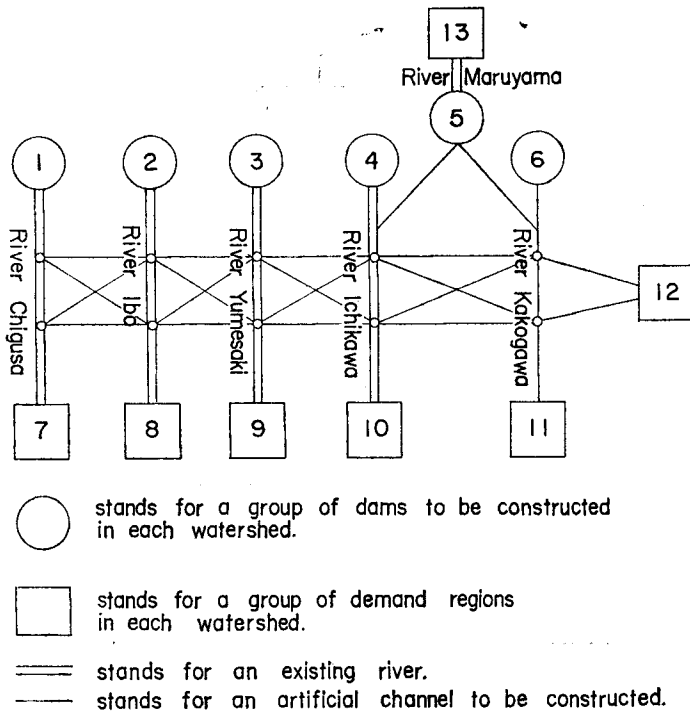 13
River Maruyama
5
1
2
3
4
6
River Chigusa
River Ibo
River Yumesaki
River Ichikawa
River Kakogawa
12
7
8
9
10
11
stands for a group of dams to be constructed
in each watershed.
stands for a group of demand regions
in each watershed.
stands for an existing river.
stands for an artificial channel to be constructed.